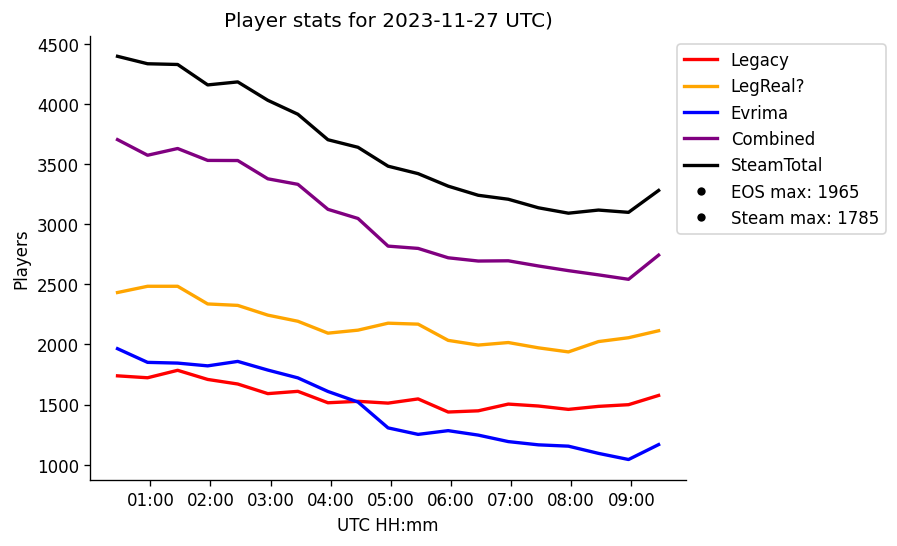 Player stats for 2023-11-27 UTC)
4500
4000
3500
3000
2500
2000
1500
1000
Players
01:00 02:00 03:00 04:00 05:00 06:00 07:00 08:00 09:00
UTC HH:mm
Legacy
LegReal?
Evrima
Combined
SteamTotal
EOS max: 1965
Steam max: 1785